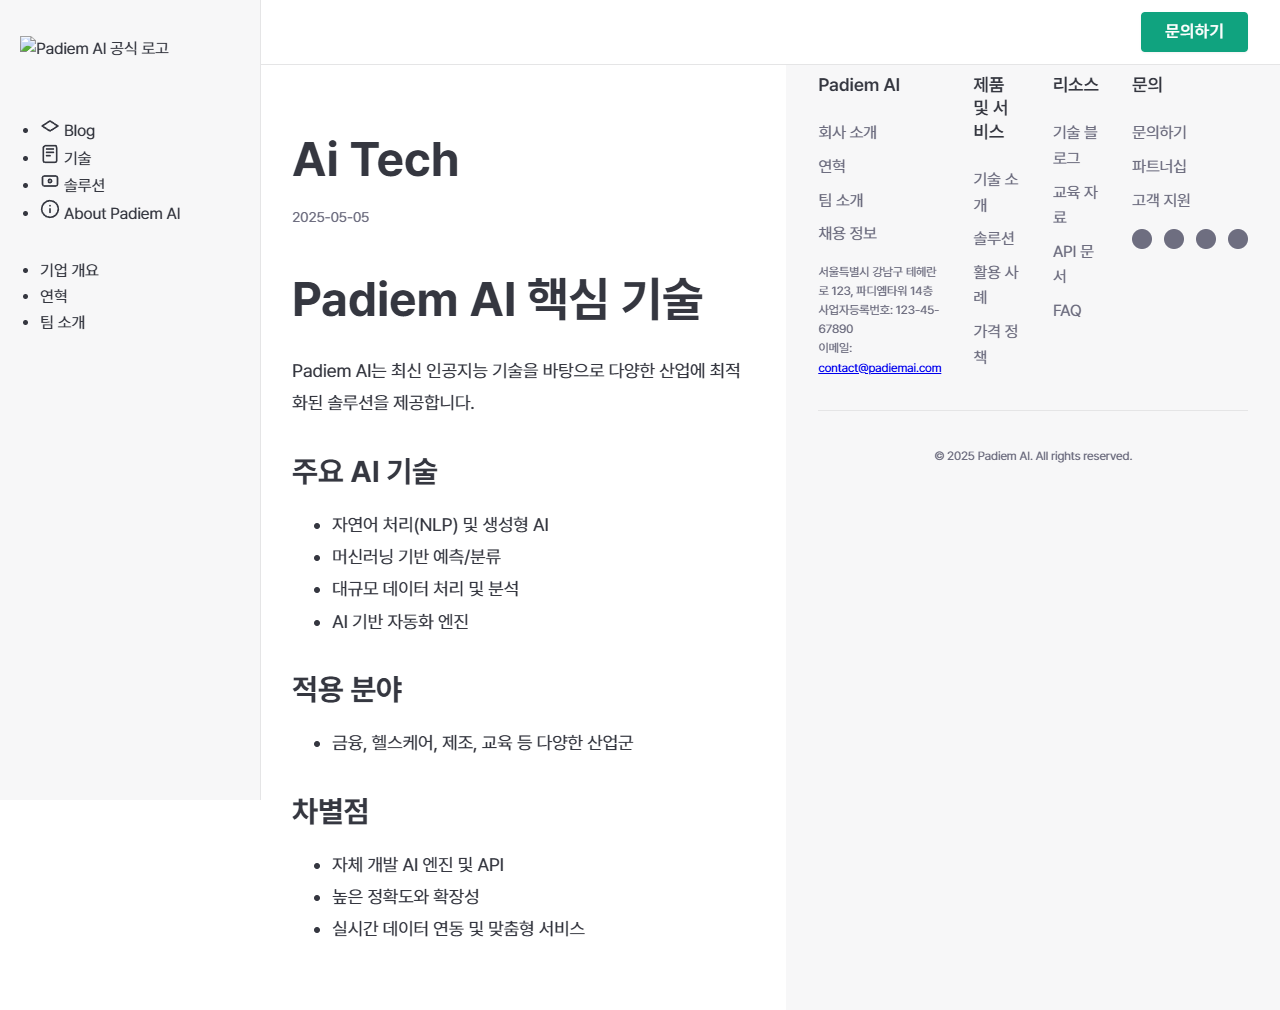 Padiem AI 공식 로고
Blog
기술
솔루션
About Padiem AI
기업 개요
연혁
팀 소개
문의하기
Ai Tech
2025-05-05
Padiem AI 핵심 기술
Padiem AI는 최신 인공지능 기술을 바탕으로 다양한 산업에 최적
화된 솔루션을 제공합니다.
주요 AI 기술
자연어 처리(NLP) 및 생성형 AI
머신러닝 기반 예측/분류
대규모 데이터 처리 및 분석
AI 기반 자동화 엔진
적용 분야
금융, 헬스케어, 제조, 교육 등 다양한 산업군
차별점
자체 개발 AI 엔진 및 API
높은 정확도와 확장성
실시간 데이터 연동 및 맞춤형 서비스
Padiem AI
회사 소개
연혁
팀 소개
채용 정보
서울특별시 강남구 테헤란
로 123, 파디엠타워 14층
사업자등록번호: 123-45-
67890
이메일:
contact@padiemai.com
제품
및 서
비스
기술 소
개
솔루션
활용 사
례
가격 정
책
리소스
기술 블
로그
교육 자
료
API 문
서
FAQ
문의
문의하기
파트너십
고객 지원
© 2025 Padiem AI. All rights reserved.